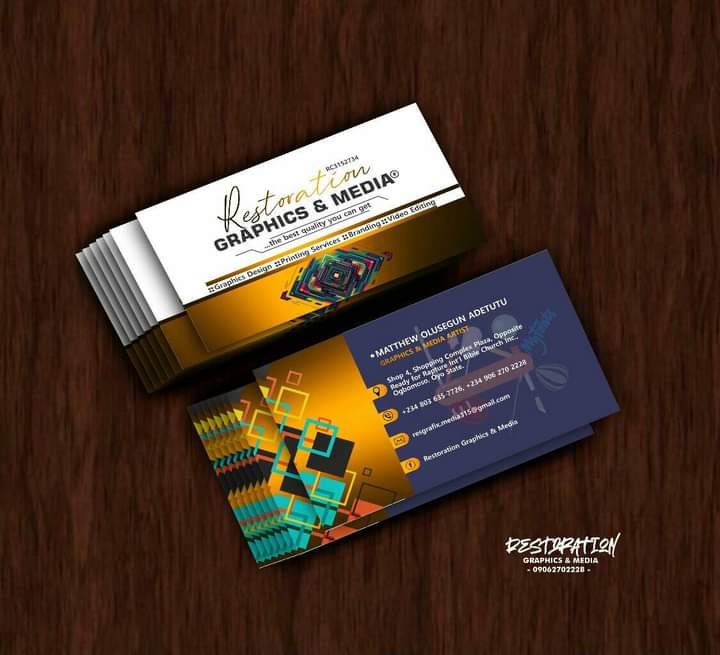 RC3152734
Restoration
GRAPHICS & MEDIA®
...the best quality you can get
Graphics Design Printing Services Branding Video Editing
MATTHEW OLUSEGUN ADETUTU
GRAPHICS & MEDIA ARTIST
Shop 4, Shopping Complex Plaza, Opposite
Ready for Rapture Int'l Bible Church Inc.,
Ogbomoso, Oyo State.
+234 803 635 7726, +234 906 270 2228
resgrafix.media315@gmail.com
Restoration Graphics & Media
RESTORATION
GRAPHICS & MEDIA
- 09062702228 -